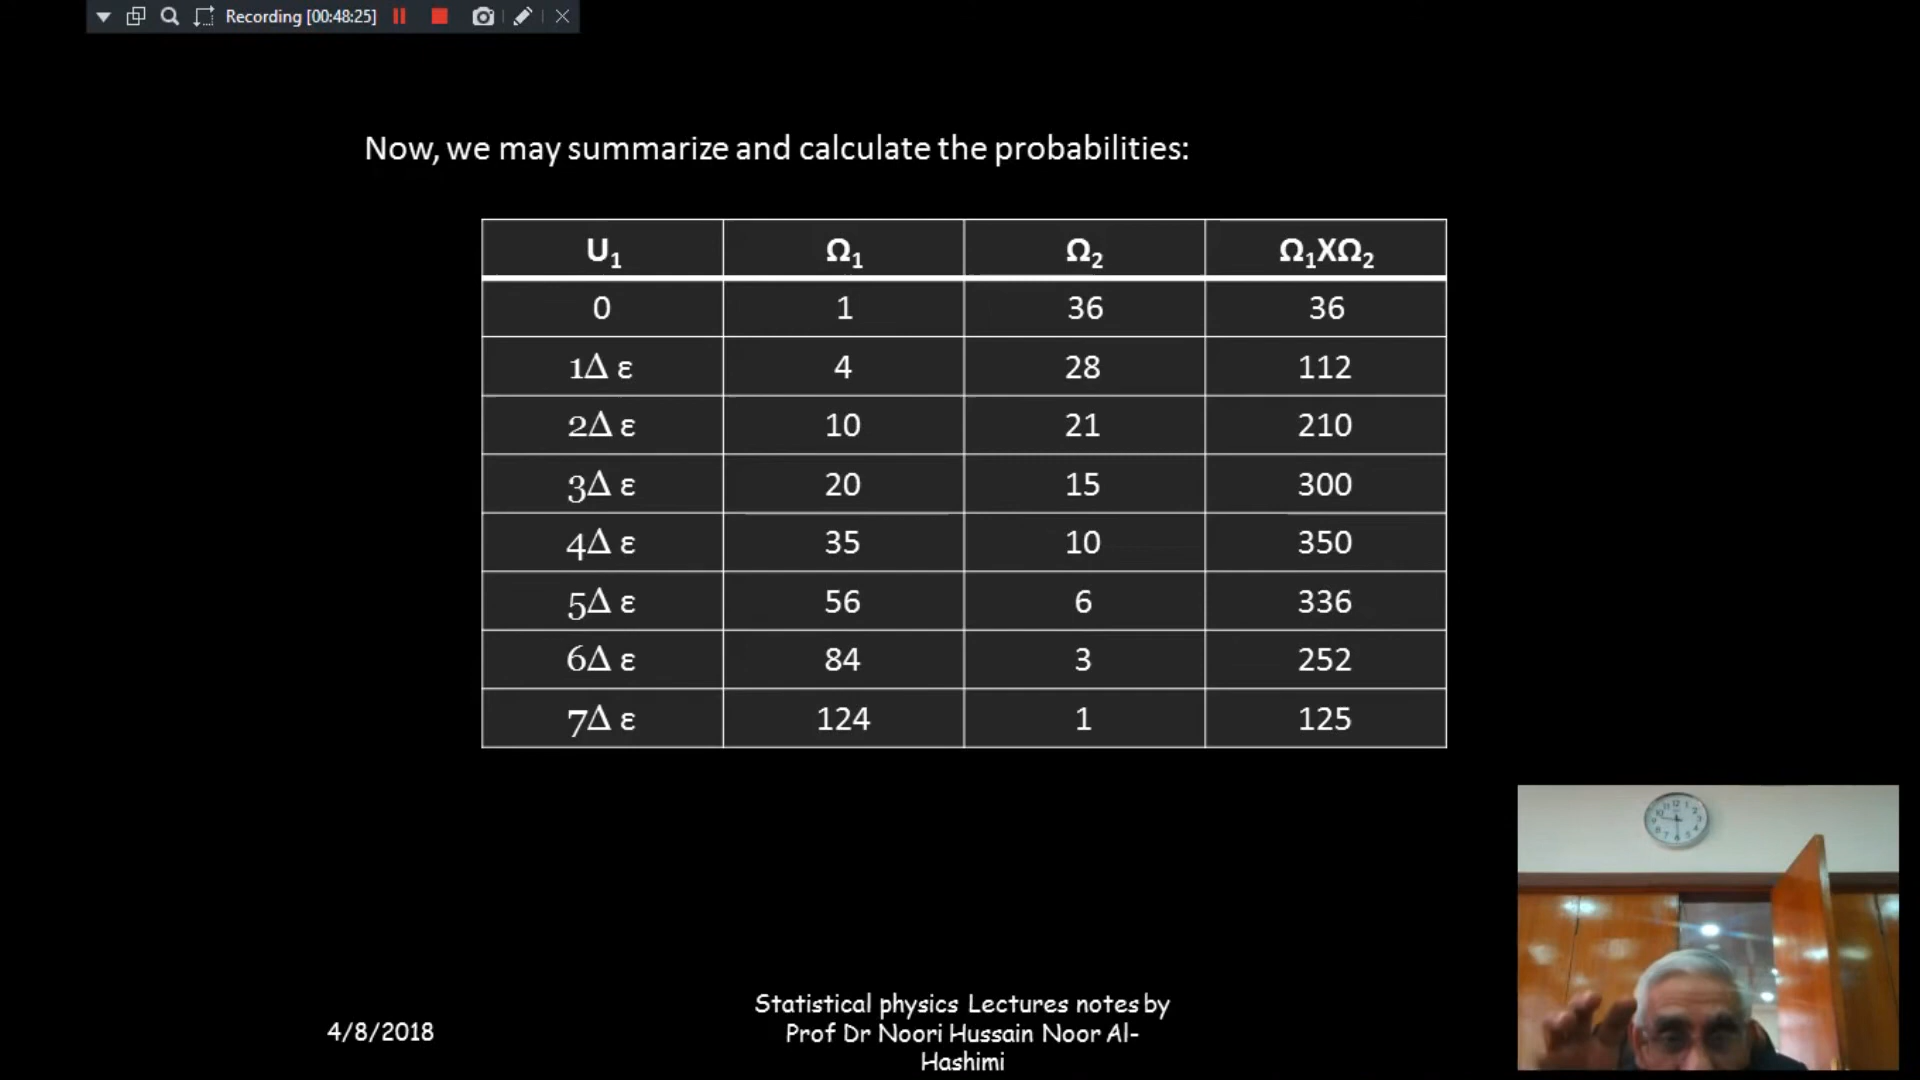 Recording [00:48:25]
Now, we may summarize and calculate the probabilities:
U₁ Ω₁ Ω₂ Ω₁XΩ₂
0 1 36 36
1Δ ε 4 28 112
2Δ ε 10 21 210
3Δ ε 20 15 300
4Δ ε 35 10 350
5Δ ε 56 6 336
6Δ ε 84 3 252
7Δ ε 124 1 125
4/8/2018
Statistical physics Lectures notes by
Prof Dr Noori Hussain Noor Al-
Hashimi